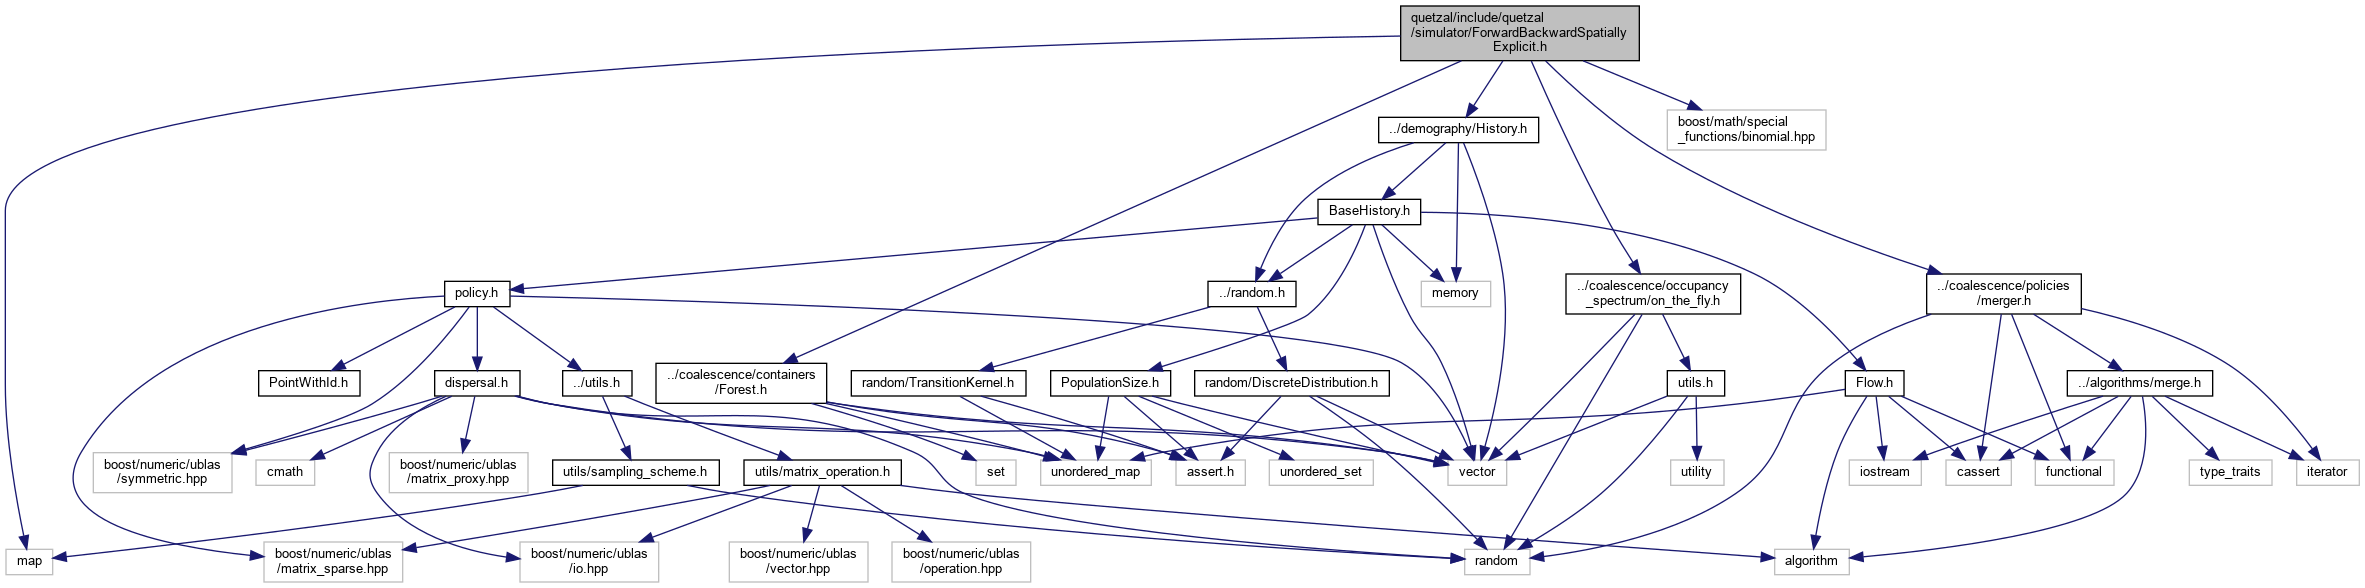 quetzal/include/quetzal
/simulator/ForwardBackwardSpatially
Explicit.h
boost/math/special
_functions/binomial.hpp
../demography/History.h
BaseHistory.h
policy.h
../random.h
memory
../coalescence/occupancy
_spectrum/on_the_fly.h
../coalescence/policies
/merger.h
PointWithId.h
dispersal.h
../utils.h
../coalescence/containers
/Forest.h
random/TransitionKernel.h
PopulationSize.h
random/DiscreteDistribution.h
utils.h
Flow.h
../algorithms/merge.h
boost/numeric/ublas
/symmetric.hpp
cmath
boost/numeric/ublas
/matrix_proxy.hpp
utils/sampling_scheme.h
utils/matrix_operation.h
set
unordered_map
assert.h
unordered_set
vector
utility
iostream
cassert
functional
type_traits
iterator
map
boost/numeric/ublas
/matrix_sparse.hpp
boost/numeric/ublas
/io.hpp
boost/numeric/ublas
/vector.hpp
boost/numeric/ublas
/operation.hpp
random
algorithm